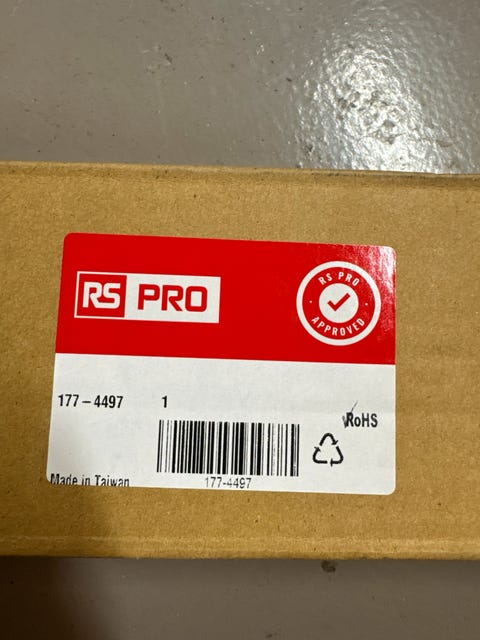 RS PRO
RS PRO
APPROVED
177-4497 1
RoHS
177-4497
Made in Taiwan